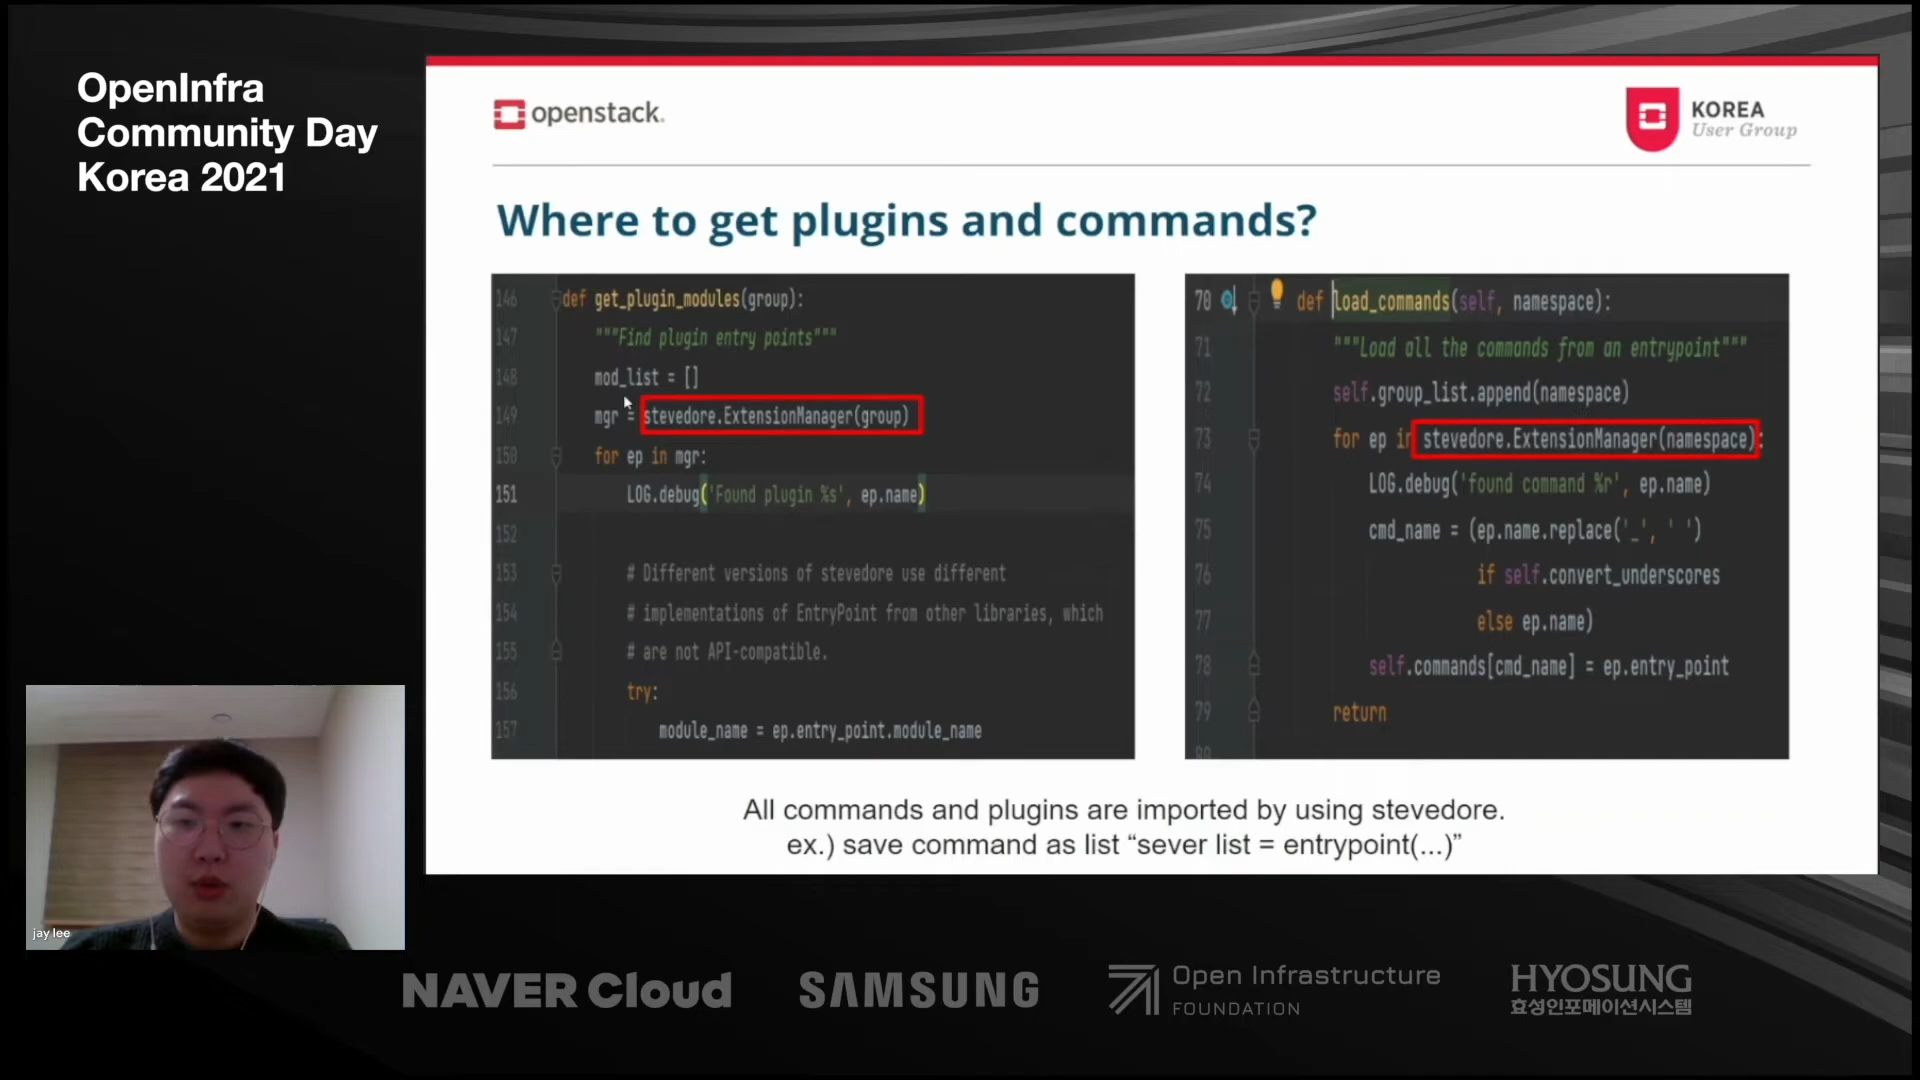 OpenInfra
Community Day
Korea 2021
openstack.
KOREA
User Group
Where to get plugins and commands?
146 def get_plugin_modules(group):
147 """Find plugin entry points"""
148 mod_list = []
149 mgr = stevedore.ExtensionManager(group)
150 for ep in mgr:
151 LOG.debug('Found plugin %s', ep.name)
152
153 # Different versions of stevedore use different
154 # implementations of EntryPoint from other libraries, which
155 # are not API-compatible.
156 try:
157 module_name = ep.entry_point.module_name
70 def load_commands(self, namespace):
71 """Load all the commands from an entrypoint"""
72 self.group_list.append(namespace)
73 for ep in stevedore.ExtensionManager(namespace):
74 LOG.debug('found command %r', ep.name)
75 cmd_name = (ep.name.replace('_', ' ')
76 if self.convert_underscores
77 else ep.name)
78 self.commands[cmd_name] = ep.entry_point
79 return
80
All commands and plugins are imported by using stevedore.
ex.) save command as list “sever list = entrypoint(...)”
jay lee
NAVER Cloud
SAMSUNG
Open Infrastructure
FOUNDATION
HYOSUNG
효성인포메이션시스템